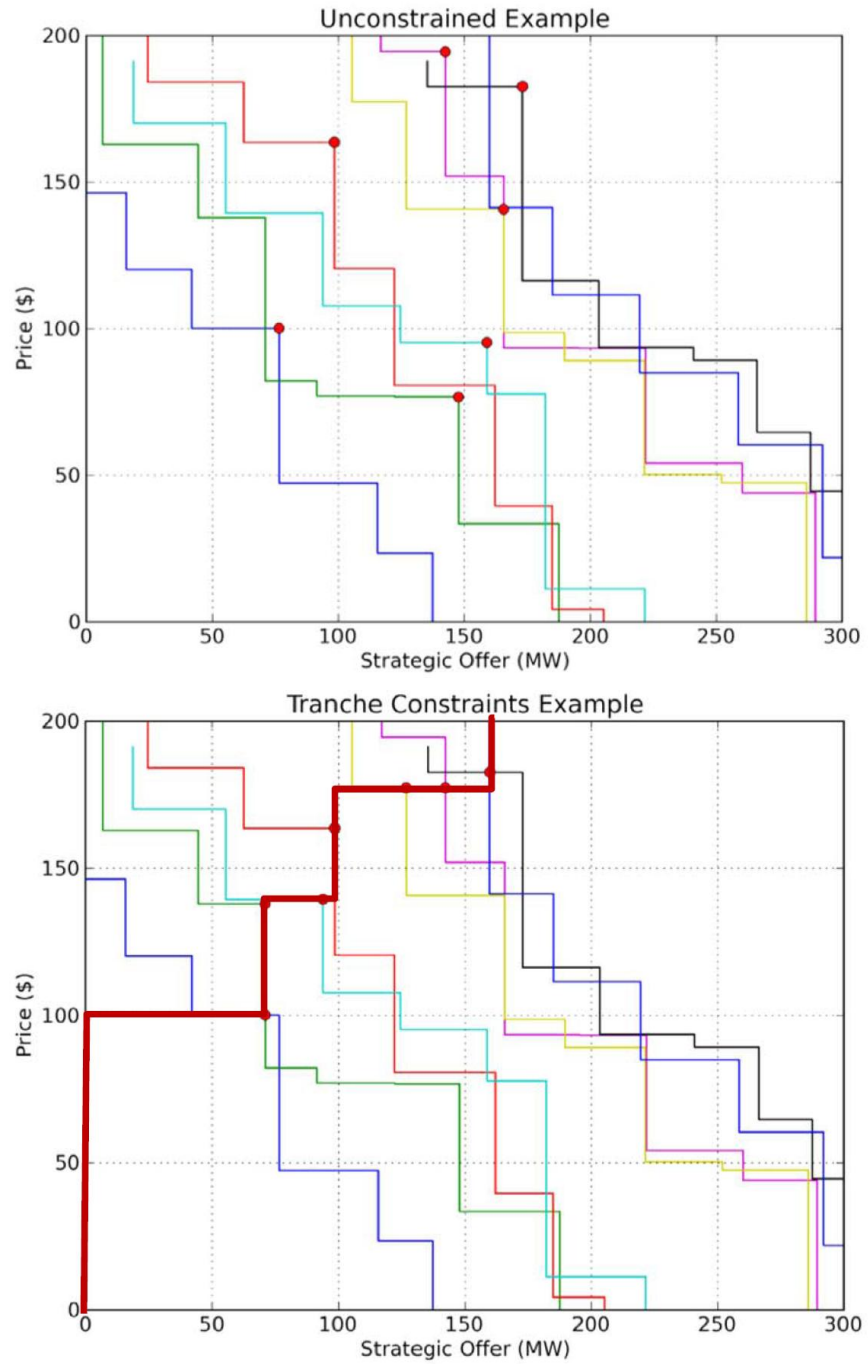 Unconstrained Example
200
150
100
50
0
Price ($)
0 50 100 150 200 250 300
Strategic Offer (MW)
Tranche Constraints Example
200
150
100
50
0
Price ($)
0 50 100 150 200 250 300
Strategic Offer (MW)